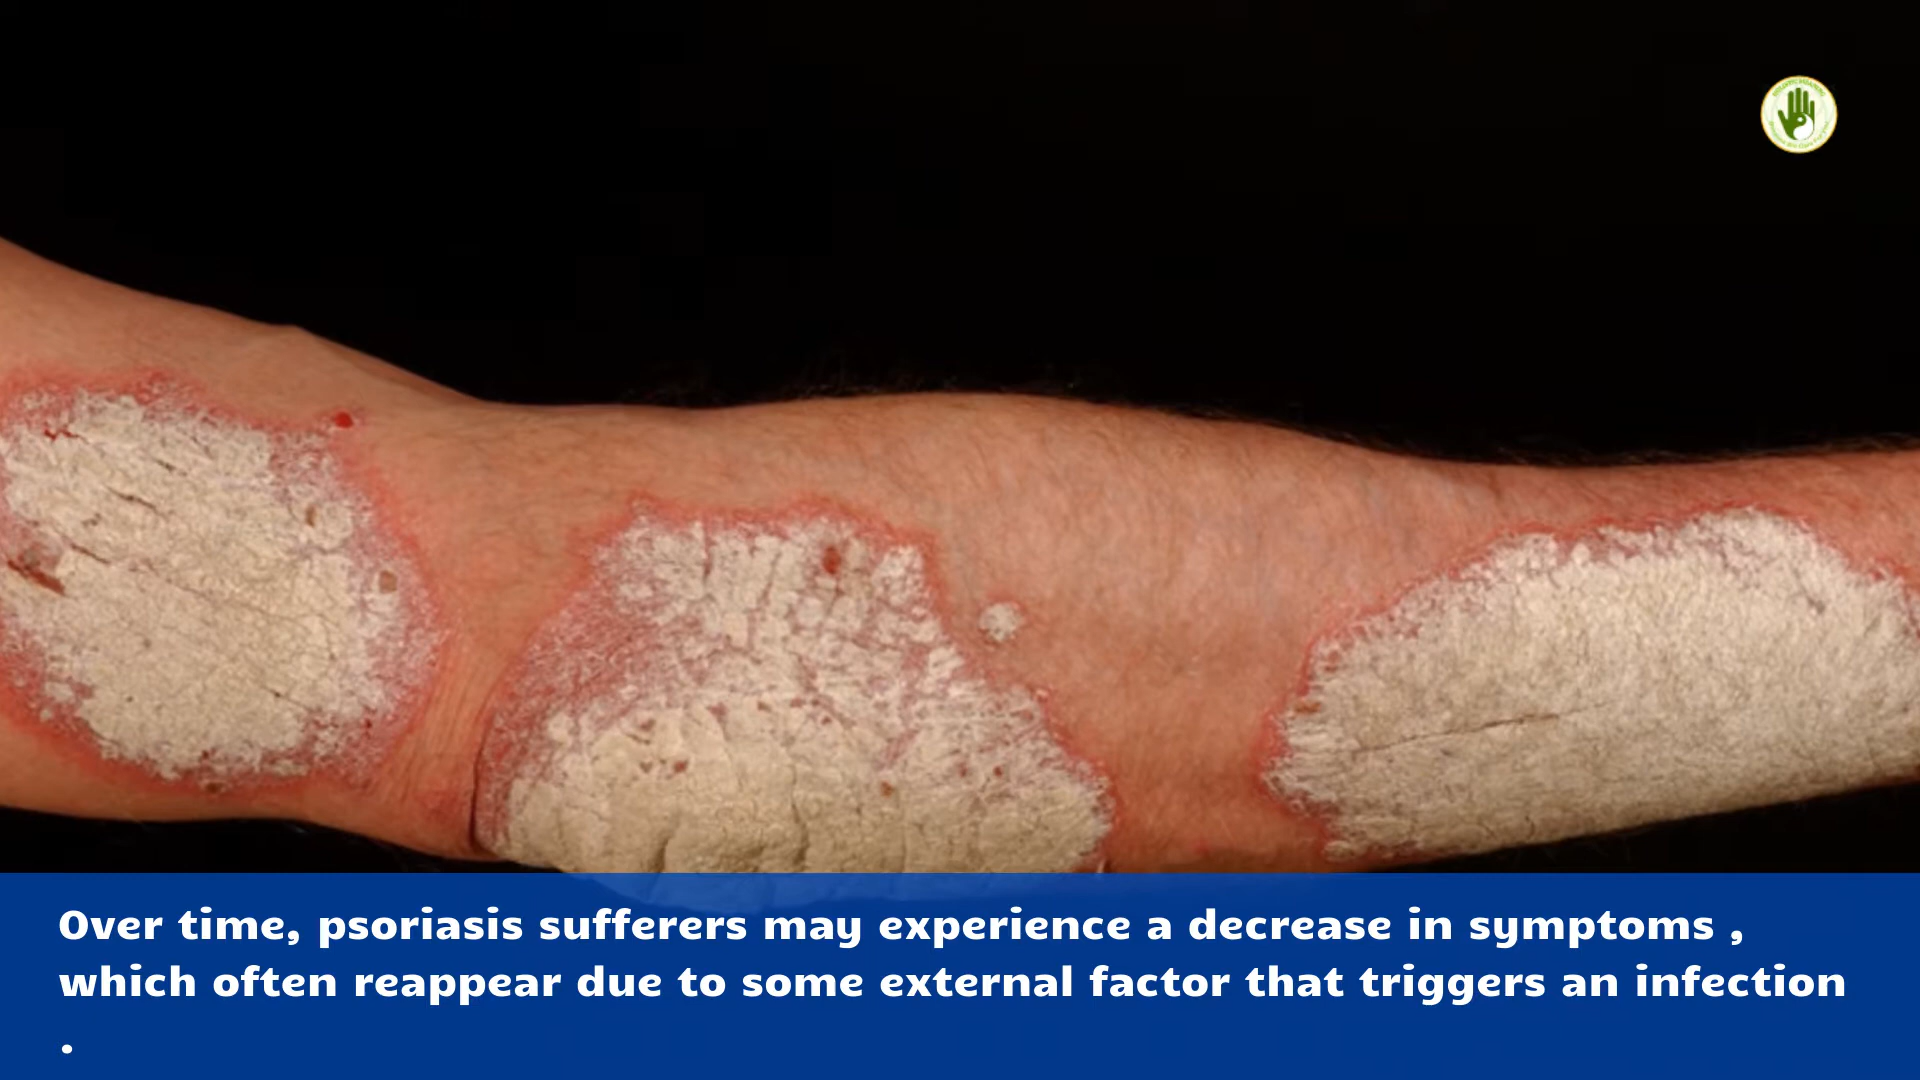 Over time, psoriasis sufferers may experience a decrease in symptoms ,
which often reappear due to some external factor that triggers an infection
.